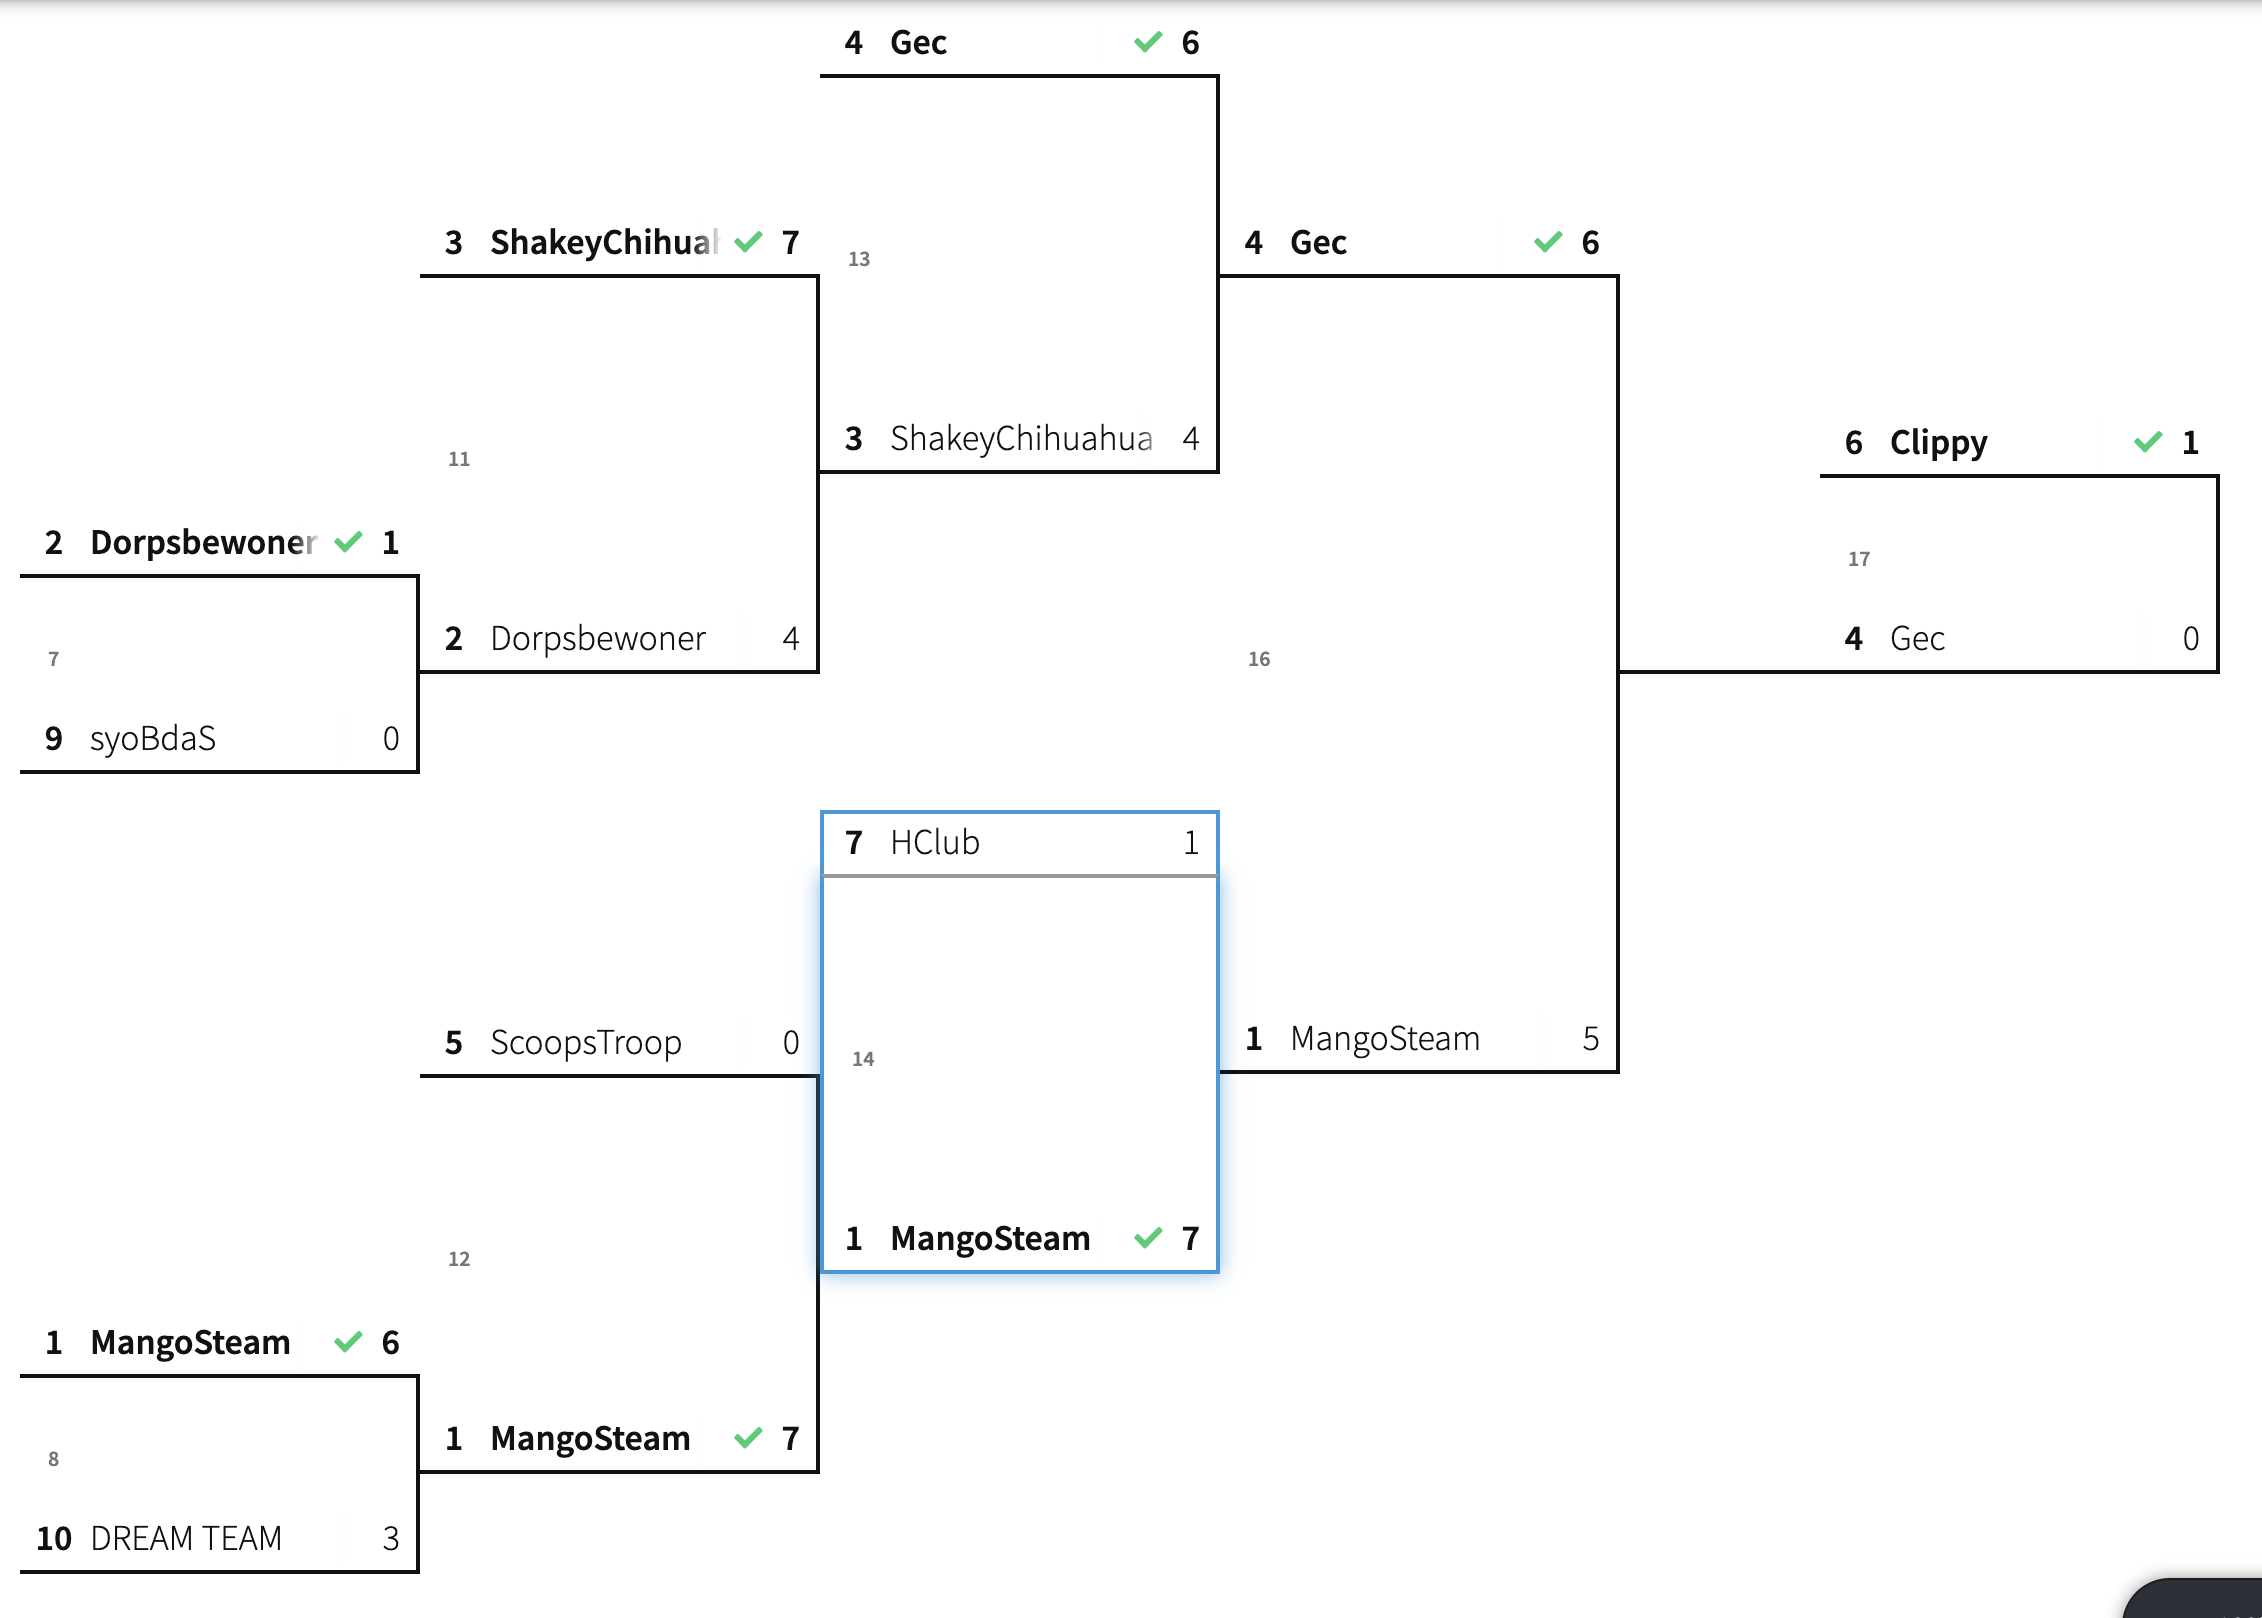 4 Gec 6
13
3 ShakeyChihuahua 4
3 ShakeyChihuah 7
11
2 Dorpsbewoner 4
2 Dorpsbewoner 1
7
9 syoBdaS 0
4 Gec 6
16
1 MangoSteam 5
6 Clippy 1
17
4 Gec 0
7 HClub 1
14
1 MangoSteam 7
5 ScoopsTroop 0
12
1 MangoSteam 7
1 MangoSteam 6
8
10 DREAM TEAM 3